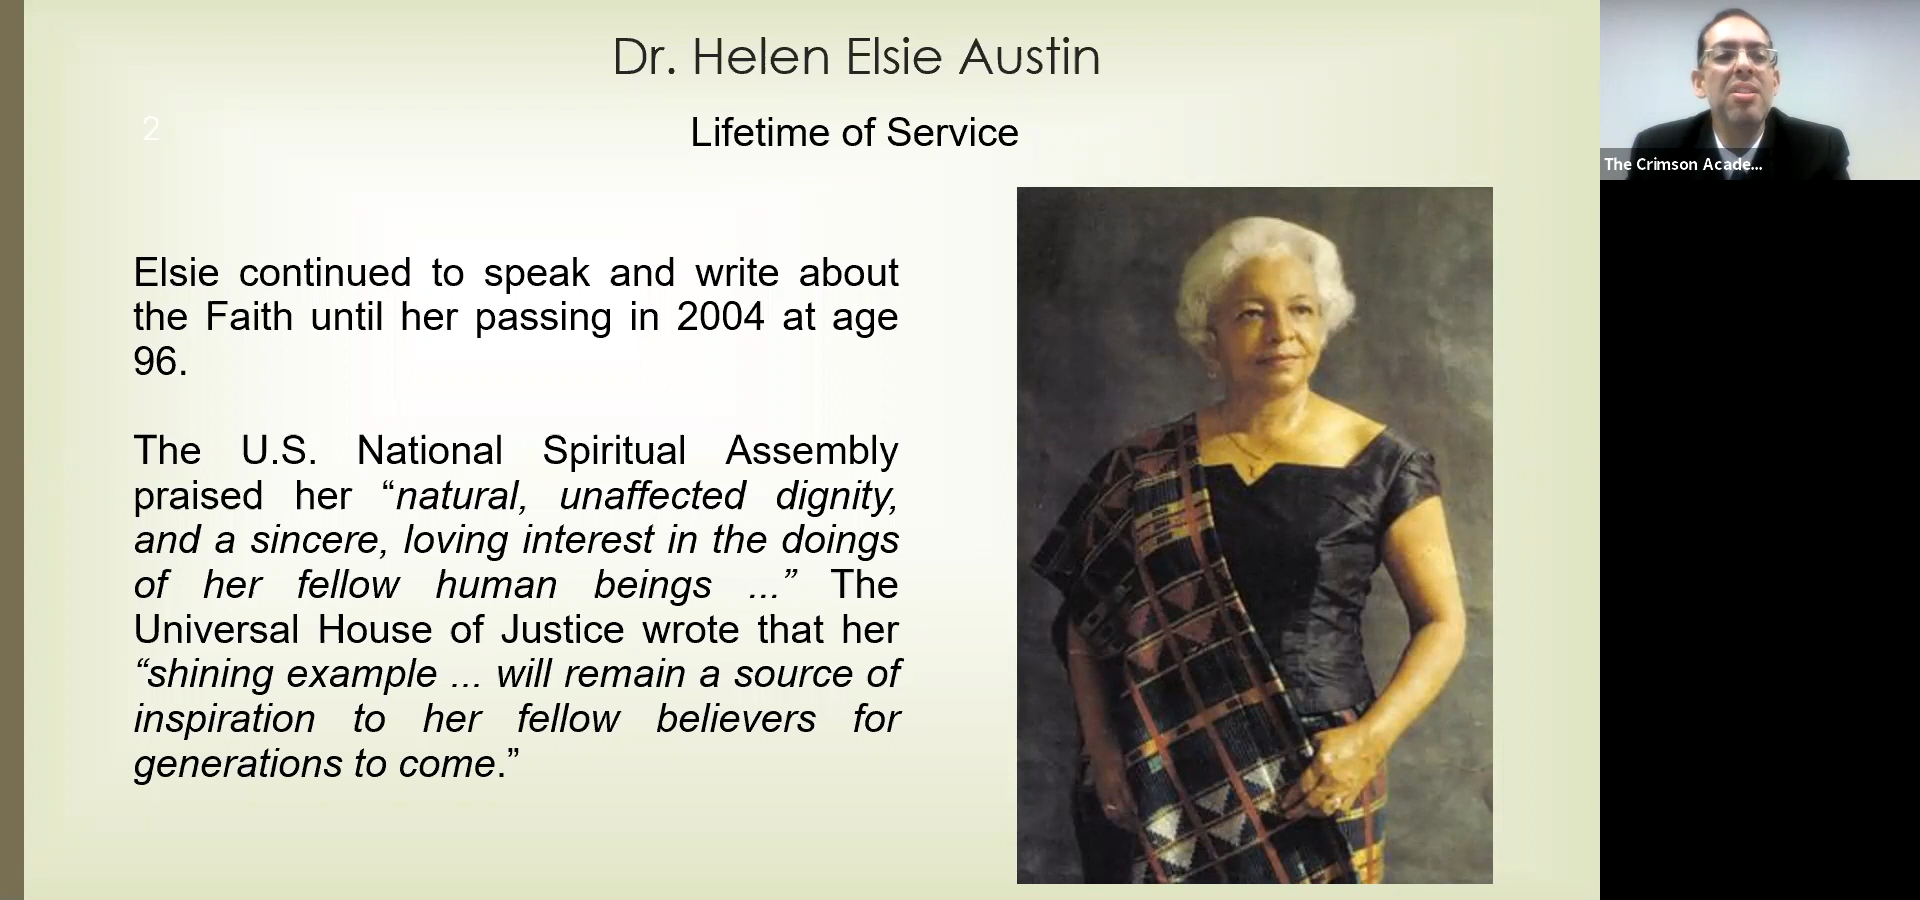 Dr. Helen Elsie Austin
2
Lifetime of Service
Elsie continued to speak and write about
the Faith until her passing in 2004 at age
96.
The U.S. National Spiritual Assembly
praised her “natural, unaffected dignity,
and a sincere, loving interest in the doings
of her fellow human beings ...” The
Universal House of Justice wrote that her
“shining example ... will remain a source of
inspiration to her fellow believers for
generations to come.”
The Crimson Acade...